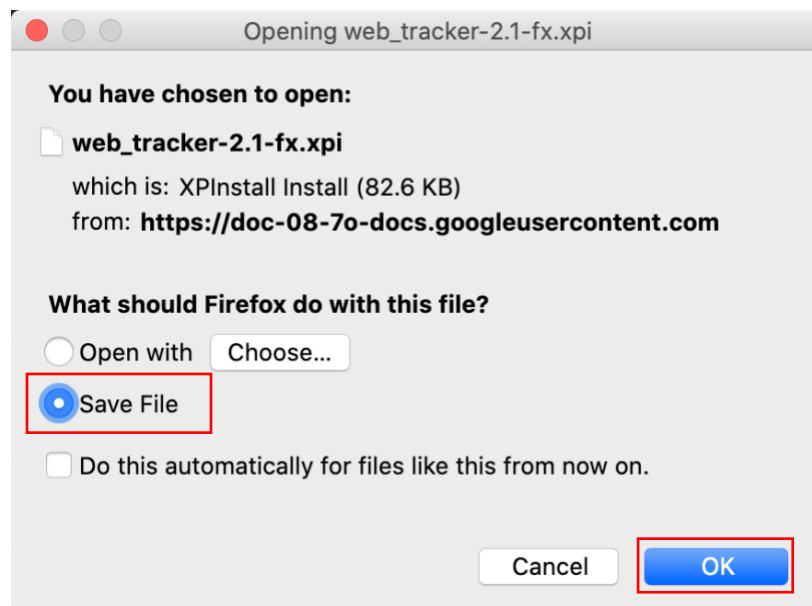 Opening web_tracker-2.1-fx.xpi
You have chosen to open:
web_tracker-2.1-fx.xpi
which is: XPInstall Install (82.6 KB)
from: https://doc-08-7o-docs.googleusercontent.com
What should Firefox do with this file?
Open with Choose...
Save File
Do this automatically for files like this from now on.
Cancel OK